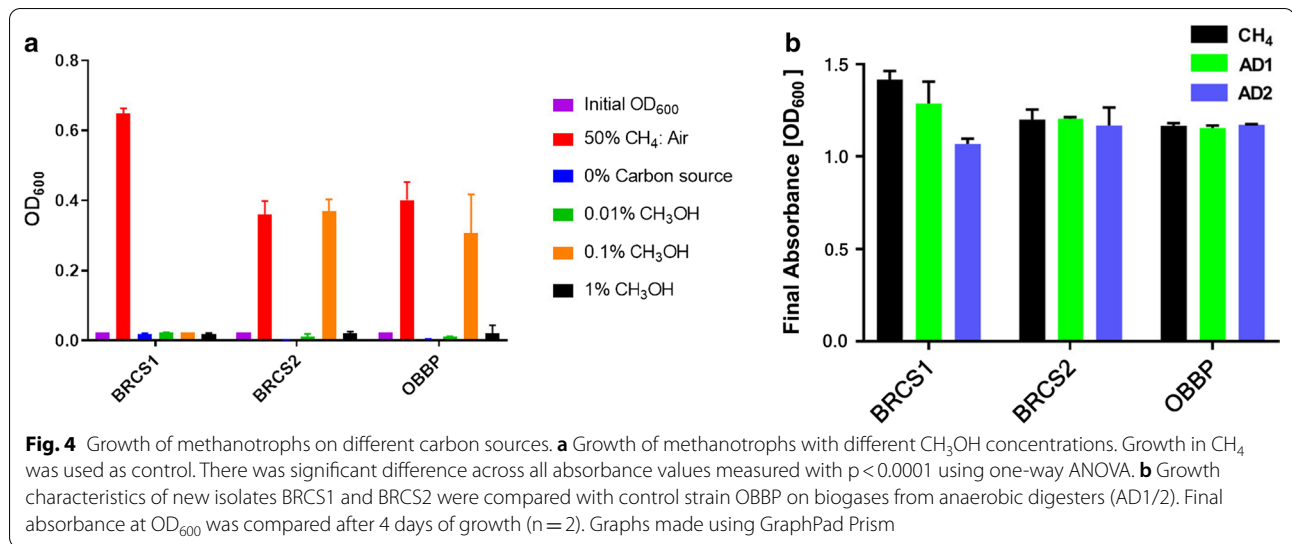 a
0.8
0.6
0.4
0.2
0.0
OD₆₀₀
BRCS1
BRCS2
OBBP
Initial OD₆₀₀
50% CH₄: Air
0% Carbon source
0.01% CH₃OH
0.1% CH₃OH
1% CH₃OH
b
CH₄
AD1
AD2
1.5
1.0
0.5
0.0
Final Absorbance [OD₆₀₀]
BRCS1
BRCS2
OBBP
Fig. 4 Growth of methanotrophs on different carbon sources. a Growth of methanotrophs with different CH₃OH concentrations. Growth in CH₄
was used as control. There was significant difference across all absorbance values measured with p < 0.0001 using one-way ANOVA. b Growth
characteristics of new isolates BRCS1 and BRCS2 were compared with control strain OBBP on biogases from anaerobic digesters (AD1/2). Final
absorbance at OD₆₀₀ was compared after 4 days of growth (n = 2). Graphs made using GraphPad Prism